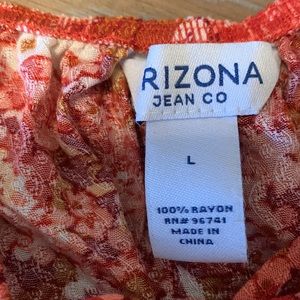 RIZONA
JEAN CO
L
100% RAYON
RN# 96741
MADE IN
CHINA